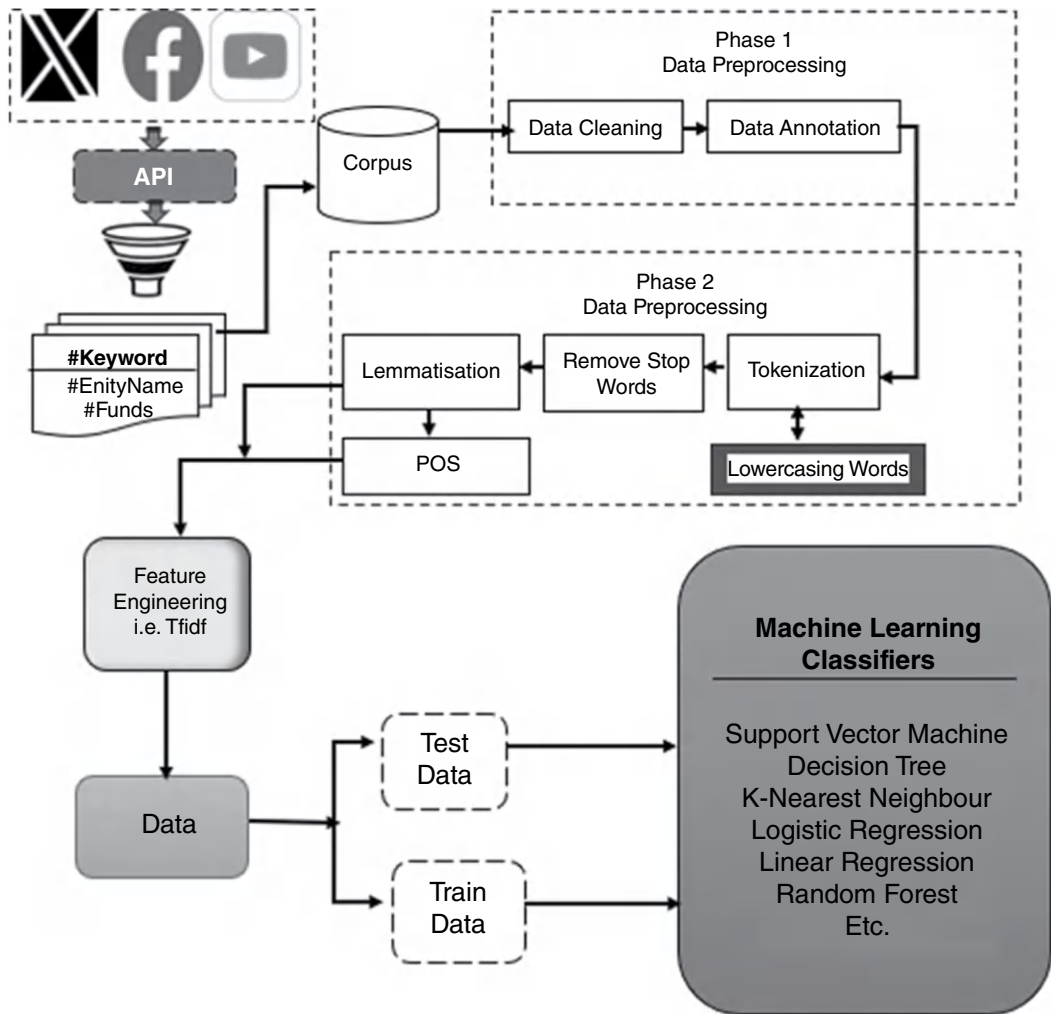 Phase 1
Data Preprocessing
API
Corpus
Data Cleaning
Data Annotation
#Keyword
#EnityName
#Funds
Phase 2
Data Preprocessing
Lemmatisation
Remove Stop
Words
Tokenization
POS
Lowercasing Words
Feature
Engineering
i.e. Tfidf
Data
Test
Data
Train
Data
Machine Learning
Classifiers
Support Vector Machine
Decision Tree
K-Nearest Neighbour
Logistic Regression
Linear Regression
Random Forest
Etc.